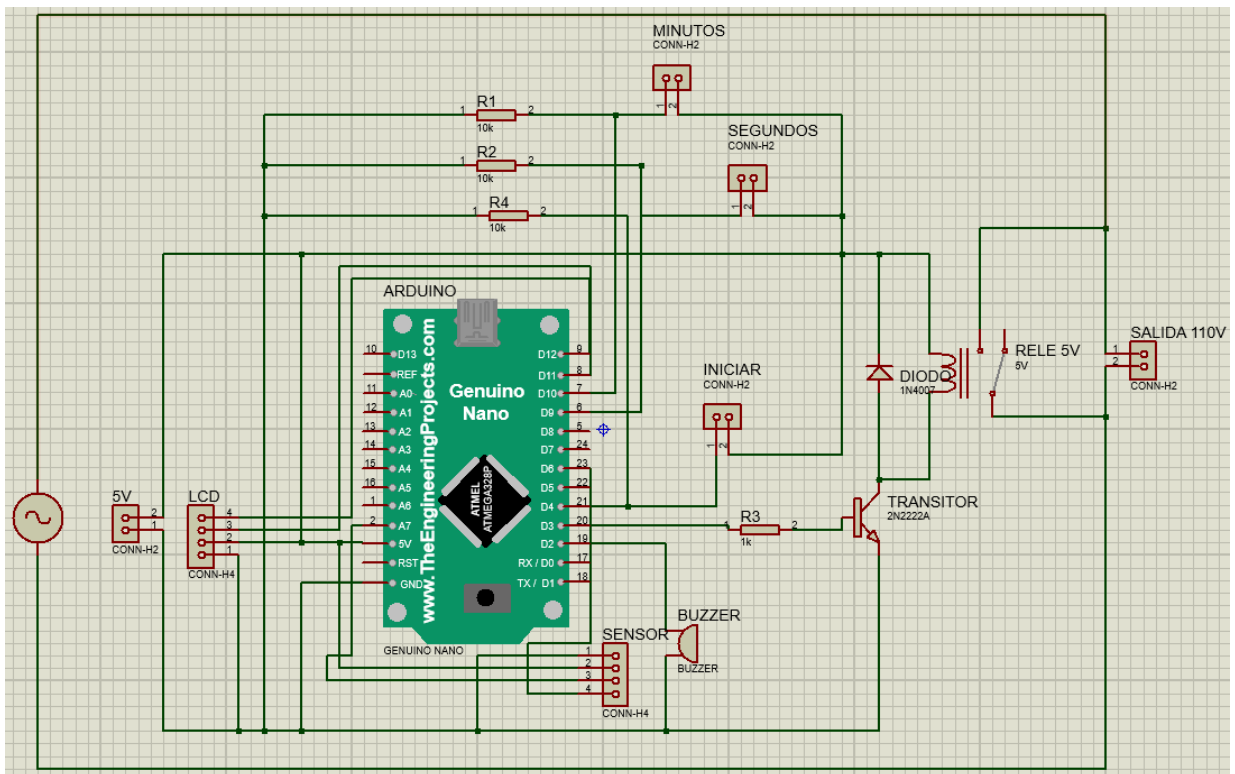 MINUTOS
CONN-H2
1
2
R1
1
2
10k
SEGUNDOS
CONN-H2
1
2
R2
1
2
10k
R4
1
2
10k
ARDUINO
www.TheEngineeringProjects.com
Genuino
Nano
ATMEL
ATMEGA328P
10
D13
REF
11
A0
12
A1
13
A2
14
A3
15
A4
16
A5
1
A6
2
A7
5V
RST
GND
D12
9
D11
8
D10
7
D9
6
D8
5
D7
24
D6
23
D5
22
D4
21
D3
20
D2
19
RX / D0
17
TX / D1
18
GENUINO NANO
INICIAR
CONN-H2
1
2
DIODO
1N4007
RELE 5V
5V
SALIDA 110V
1
2
CONN-H2
5V
2
1
CONN-H2
LCD
4
3
2
1
CONN-H4
R3
1
2
1k
TRANSITOR
2N2222A
BUZZER
BUZZER
SENSOR
1
2
3
4
CONN-H4